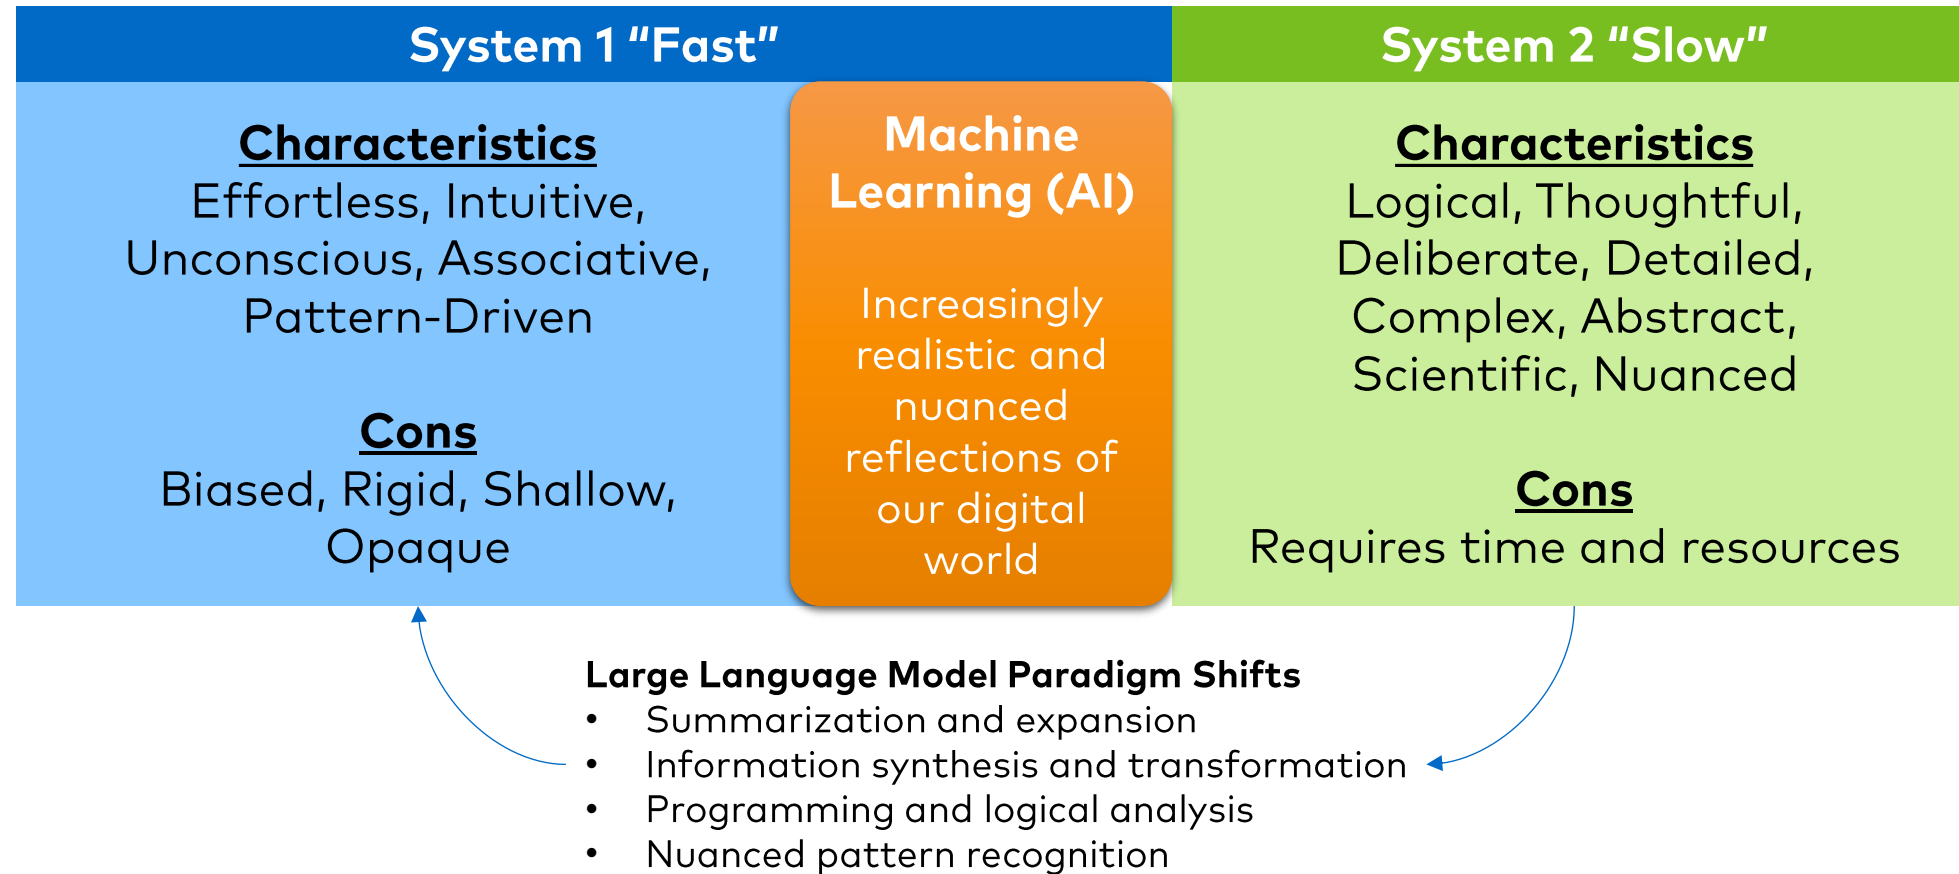 System 1 “Fast”
Characteristics
Effortless, Intuitive,
Unconscious, Associative,
Pattern-Driven
Cons
Biased, Rigid, Shallow,
Opaque
Machine
Learning (AI)
Increasingly
realistic and
nuanced
reflections of
our digital
world
System 2 “Slow”
Characteristics
Logical, Thoughtful,
Deliberate, Detailed,
Complex, Abstract,
Scientific, Nuanced
Cons
Requires time and resources
Large Language Model Paradigm Shifts
• Summarization and expansion
• Information synthesis and transformation
• Programming and logical analysis
• Nuanced pattern recognition